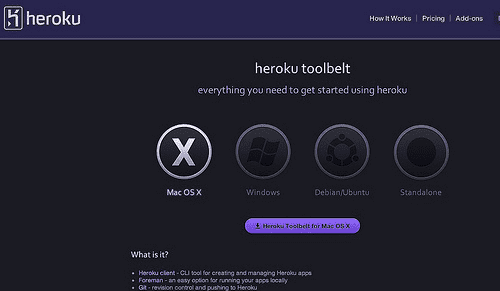 heroku
How It Works | Pricing | Add-ons
heroku toolbelt
everything you need to get started using heroku
X
Mac OS X
Windows
Debian/Ubuntu
Standalone
Heroku Toolbelt for Mac OS X
What is it?
• Heroku client - CLI tool for creating and managing Heroku apps
• Foreman - an easy option for running your apps locally
• Git - revision control and pushing to Heroku